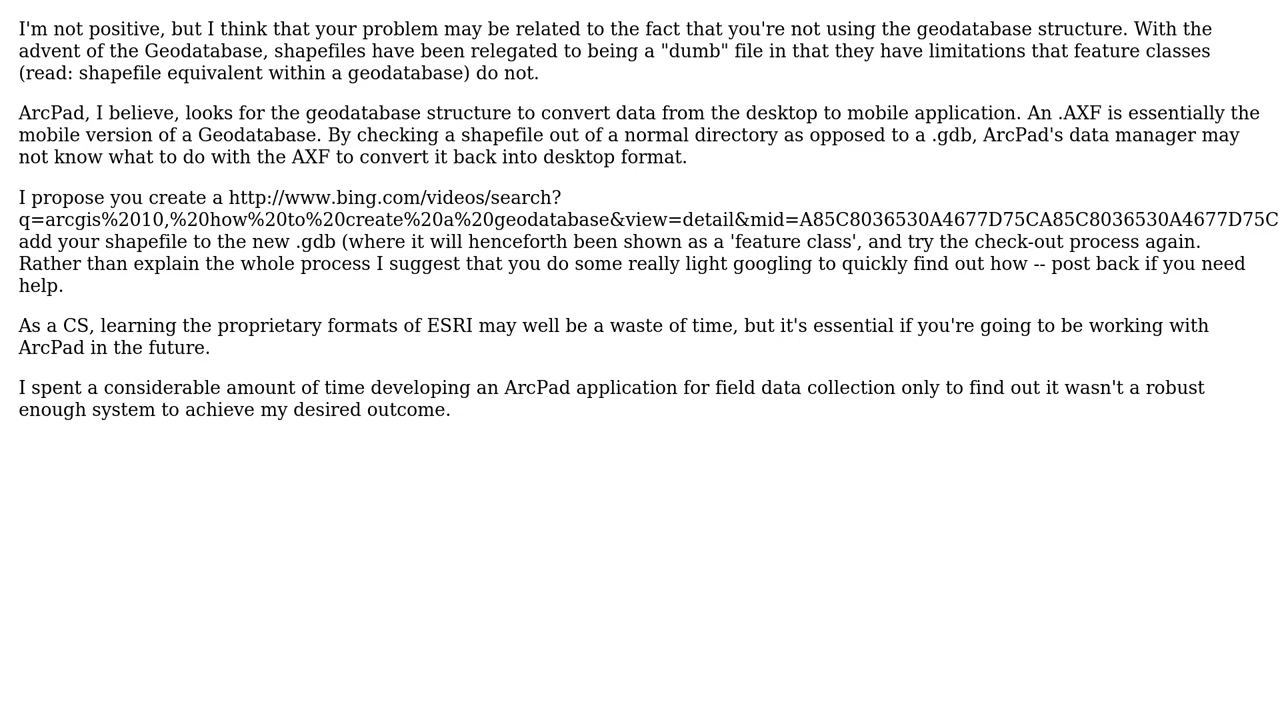 I'm not positive, but I think that your problem may be related to the fact that you're not using the geodatabase structure. With the
advent of the Geodatabase, shapefiles have been relegated to being a "dumb" file in that they have limitations that feature classes
(read: shapefile equivalent within a geodatabase) do not.
ArcPad, I believe, looks for the geodatabase structure to convert data from the desktop to mobile application. An .AXF is essentially the
mobile version of a Geodatabase. By checking a shapefile out of a normal directory as opposed to a .gdb, ArcPad's data manager may
not know what to do with the AXF to convert it back into desktop format.
I propose you create a http://www.bing.com/videos/search?
q=arcgis%2010,%20how%20to%20create%20a%20geodatabase&view=detail&mid=A85C8036530A4677D75CA85C8036530A4677D75C
add your shapefile to the new .gdb (where it will henceforth been shown as a 'feature class', and try the check-out process again.
Rather than explain the whole process I suggest that you do some really light googling to quickly find out how -- post back if you need
help.
As a CS, learning the proprietary formats of ESRI may well be a waste of time, but it's essential if you're going to be working with
ArcPad in the future.
I spent a considerable amount of time developing an ArcPad application for field data collection only to find out it wasn't a robust
enough system to achieve my desired outcome.